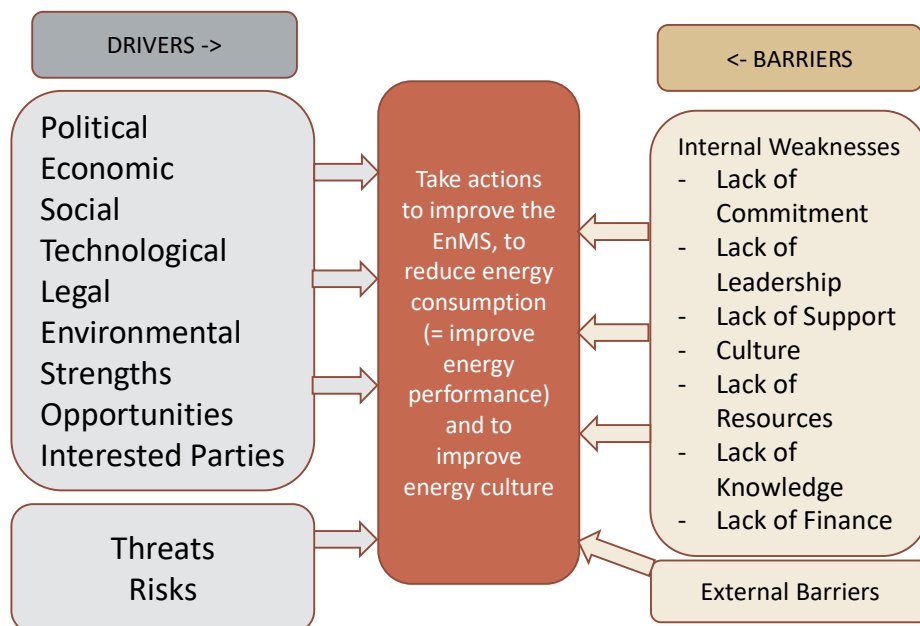 DRIVERS ->
Political
Economic
Social
Technological
Legal
Environmental
Strengths
Opportunities
Interested Parties
Threats
Risks
Take actions
to improve the
EnMS, to
reduce energy
consumption
(= improve
energy
performance)
and to
improve
energy culture
<- BARRIERS
Internal Weaknesses
- Lack of
Commitment
- Lack of
Leadership
- Lack of Support
- Culture
- Lack of
Resources
- Lack of
Knowledge
- Lack of Finance
External Barriers